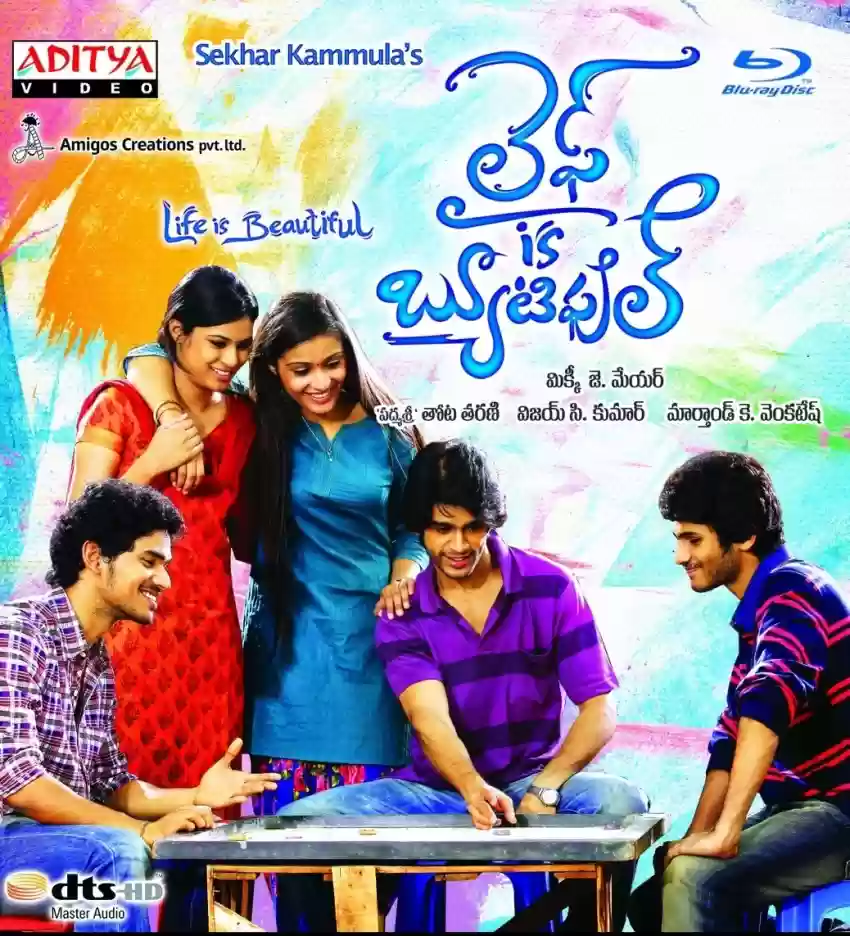 ADITYA
VIDEO
Sekhar Kammula's
Blu-ray Disc
Amigos Creations pvt.ltd.
Life is Beautiful
లైఫ్
is
బ్యూటిఫుల్
మిక్కీ జె. మేయర్
'పద్మశ్రీ' తోట తరణి విజయ్ సి. కుమార్ మార్తాండ్ కె. వెంకటేష్
dts-HD
Master Audio